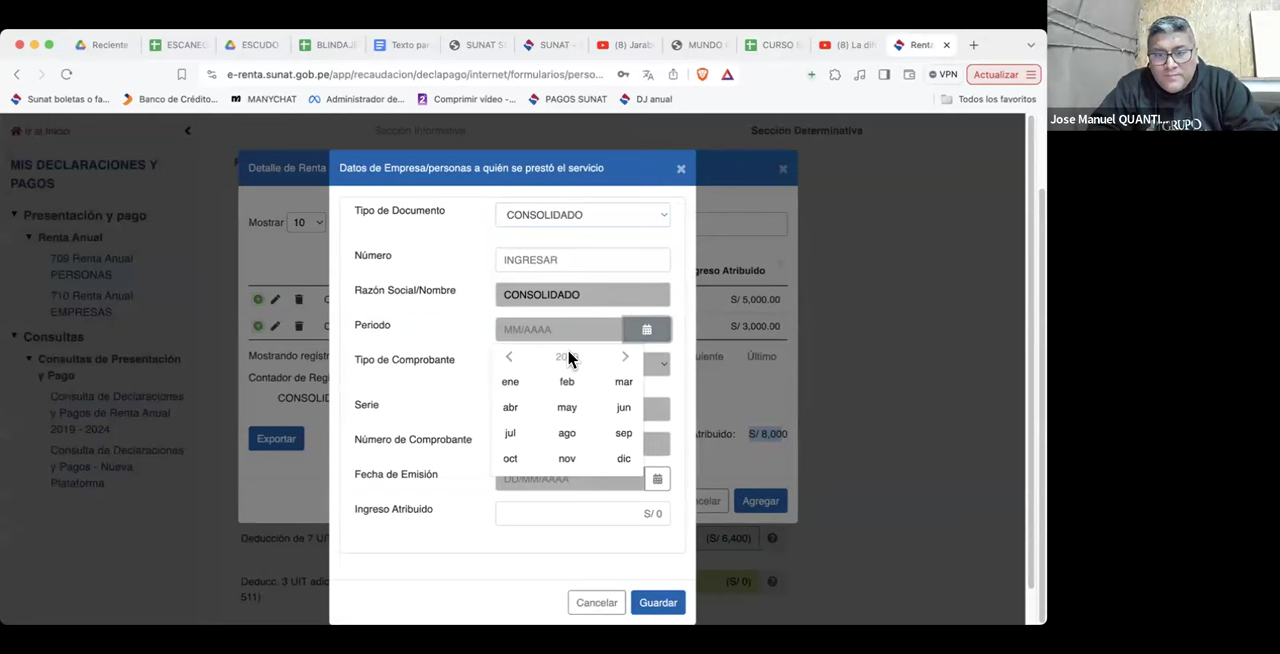 Reciente
ESCANEC
ESCUDO
BLINDAJE
Texto par
SUNAT S
SUNAT -
(8) Jarab
MUNDO
CURSO
(8) La dif
Renta
e-renta.sunat.gob.pe/app/recaudacion/declapago/internet/formularios/perso...
VPN
Actualizar
Sunat boletas o fa...
Banco de Crédito...
MANYCHAT
Administrador de...
Comprimir vídeo -...
PAGOS SUNAT
DJ anual
Todos los favoritos
Jose Manuel QUANTI...
GRUPO
Ir al Inicio
Sección Informativa
Sección Determinativa
MIS DECLARACIONES Y
PAGOS
Presentación y pago
Renta Anual
709 Renta Anual
PERSONAS
710 Renta Anual
EMPRESAS
Consultas
Consultas de Presentación
y Pago
Consulta de Declaraciones
y Pagos de Renta Anual
2019 - 2024
Consulta de Declaraciones
y Pagos - Nueva
Plataforma
Detalle de Renta
Mostrar 10
Mostrando registr
Contador de Reg
CONSOLID
Exportar
Datos de Empresa/personas a quién se prestó el servicio
Tipo de Documento
CONSOLIDADO
Número
INGRESAR
Razón Social/Nombre
CONSOLIDADO
Periodo
MM/AAAA
Tipo de Comprobante
ene feb mar
abr may jun
jul ago sep
oct nov dic
Serie
Número de Comprobante
Fecha de Emisión
DD/MM/AAAA
Ingreso Atribuido
S/ 0
Cancelar
Guardar
greso Atribuido
S/ 5,000.00
S/ 3,000.00
uiente
Último
tribuido: S/ 8,000
ncelar
Agregar
Deducción de 7 UI
(S/ 6,400)
Deducc. 3 UIT adic
511)
(S/ 0)